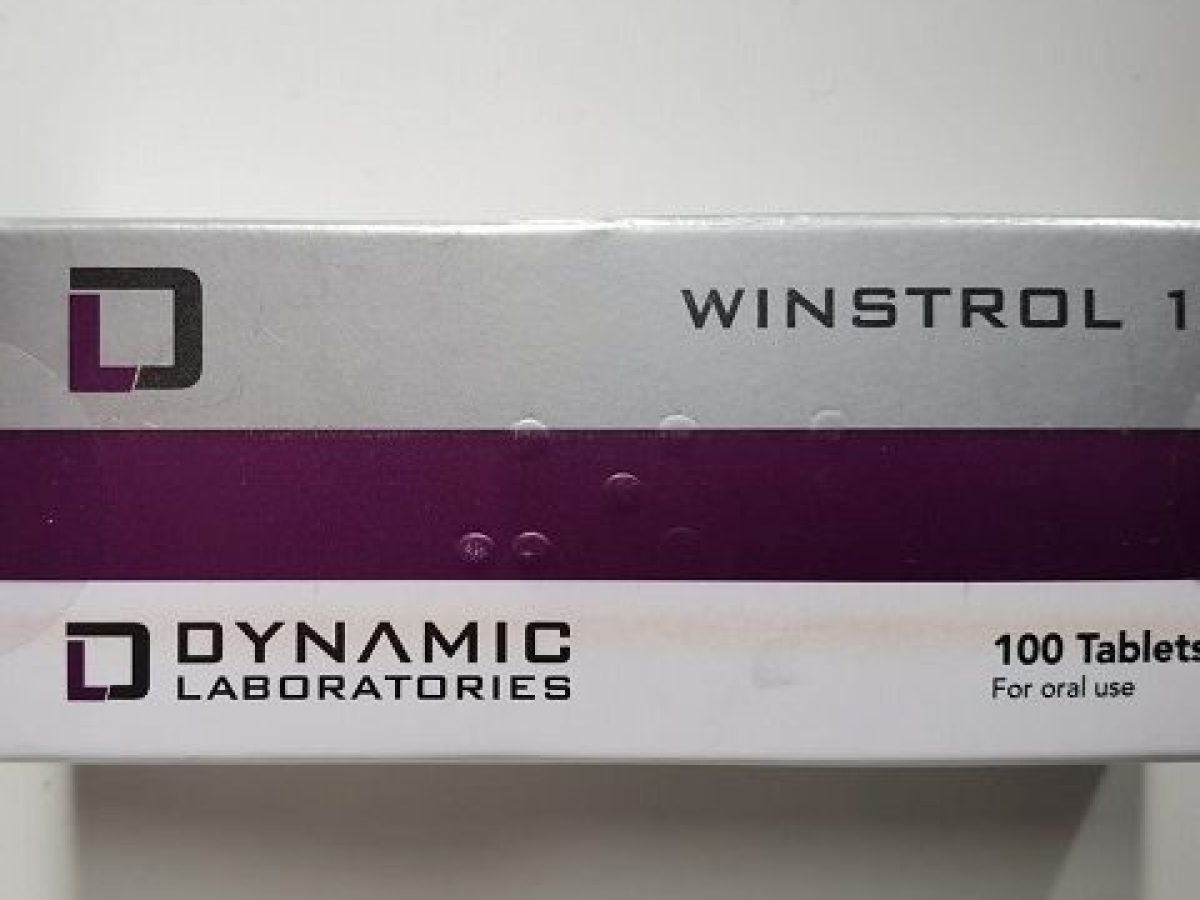 WINSTROL 1
DYNAMIC
LABORATORIES
100 Tablets
For oral use